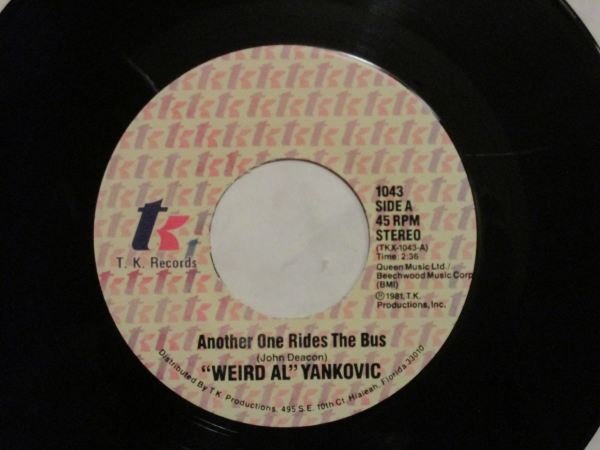 tk
T. K. Records
1043
SIDE A
45 RPM
STEREO
(TKX-1043-A)
Time: 2:36
Queen Music Ltd./
Beechwood Music Corp
(BMI)
℗1981, T.K.
Productions, Inc.
Another One Rides The Bus
(John Deacon)
"WEIRD AL" YANKOVIC
Distributed By T.K. Productions, 495 S.E. 10th Ct., Hialeah, Florida 33010